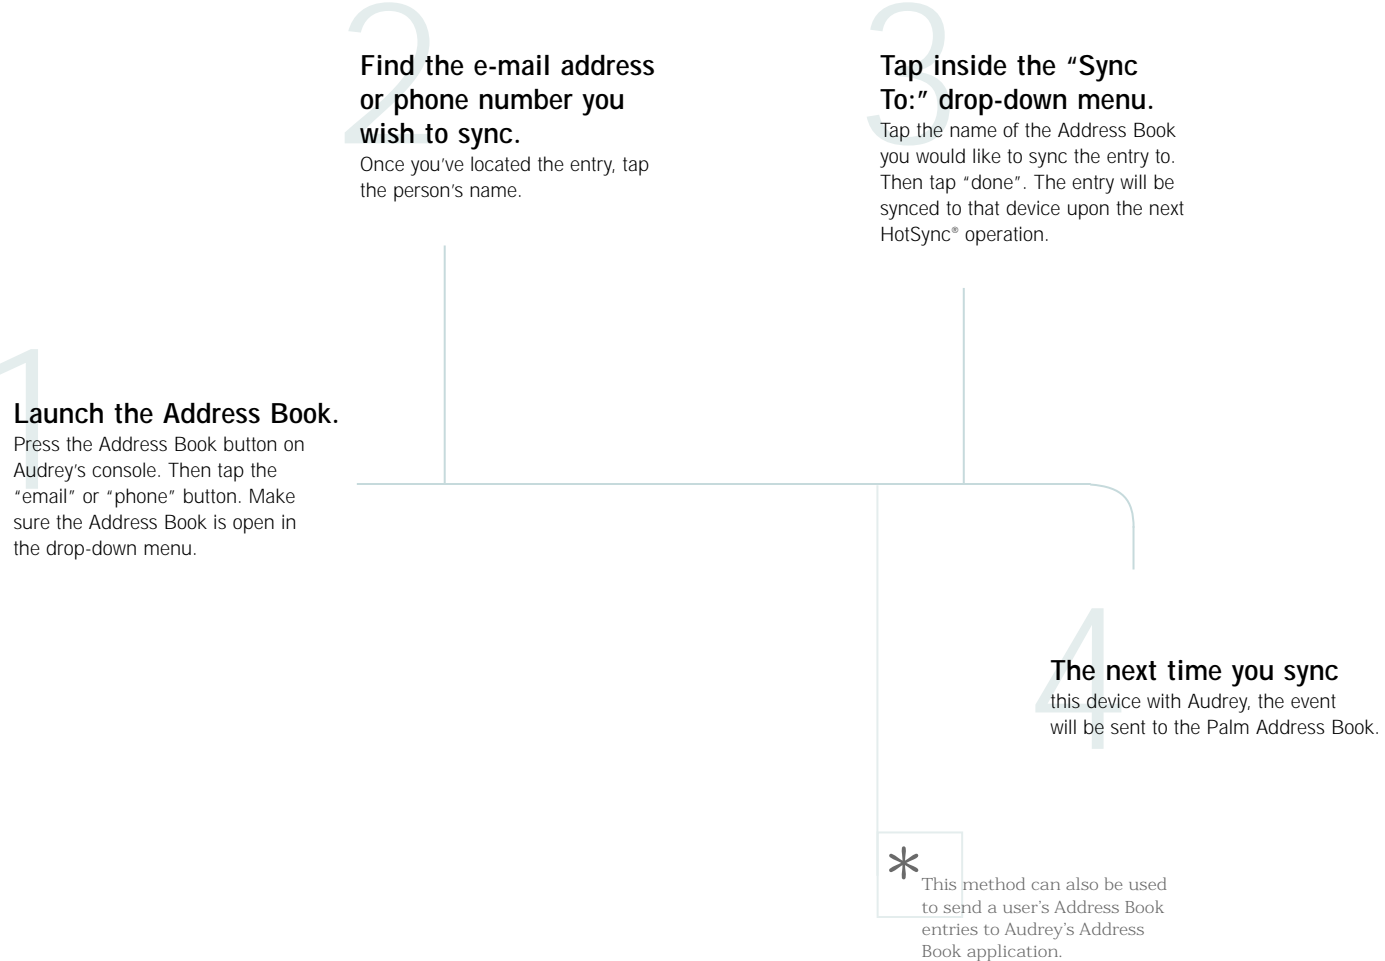 1
Launch the Address Book.
Press the Address Book button on
Audrey's console. Then tap the
"email" or "phone" button. Make
sure the Address Book is open in
the drop-down menu.
2
Find the e-mail address
or phone number you
wish to sync.
Once you've located the entry, tap
the person's name.
3
Tap inside the “Sync
To:” drop-down menu.
Tap the name of the Address Book
you would like to sync the entry to.
Then tap “done”. The entry will be
synced to that device upon the next
HotSync® operation.
4
The next time you sync
this device with Audrey, the event
will be sent to the Palm Address Book.
*
This method can also be used
to send a user's Address Book
entries to Audrey's Address
Book application.